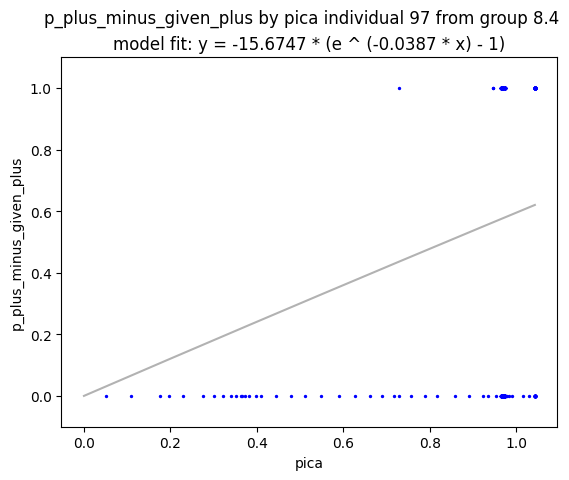 p_plus_minus_given_plus by pica individual 97 from group 8.4
model fit: y = -15.6747 * (e ^ (-0.0387 * x) - 1)
1.0
0.8
0.6
0.4
0.2
0.0
p_plus_minus_given_plus
0.0 0.2 0.4 0.6 0.8 1.0
pica